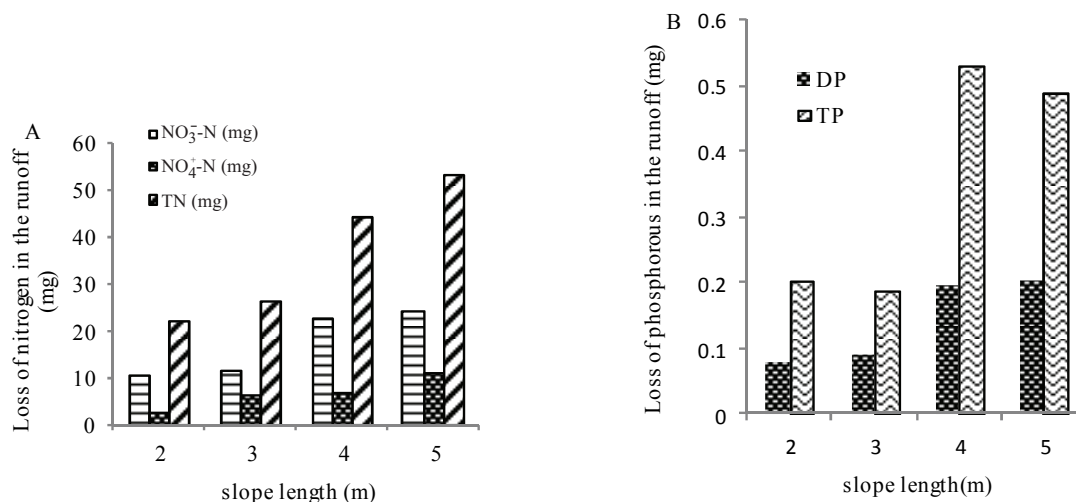 A
Loss of nitrogen in the runoff
(mg)
NO₃⁻-N (mg)
NO₄⁺-N (mg)
TN (mg)
60
50
40
30
20
10
0
2 3 4 5
slope length (m)
B
Loss of phosphorous in the runoff (mg)
DP
TP
0.6
0.5
0.4
0.3
0.2
0.1
0
2 3 4 5
slope length(m)